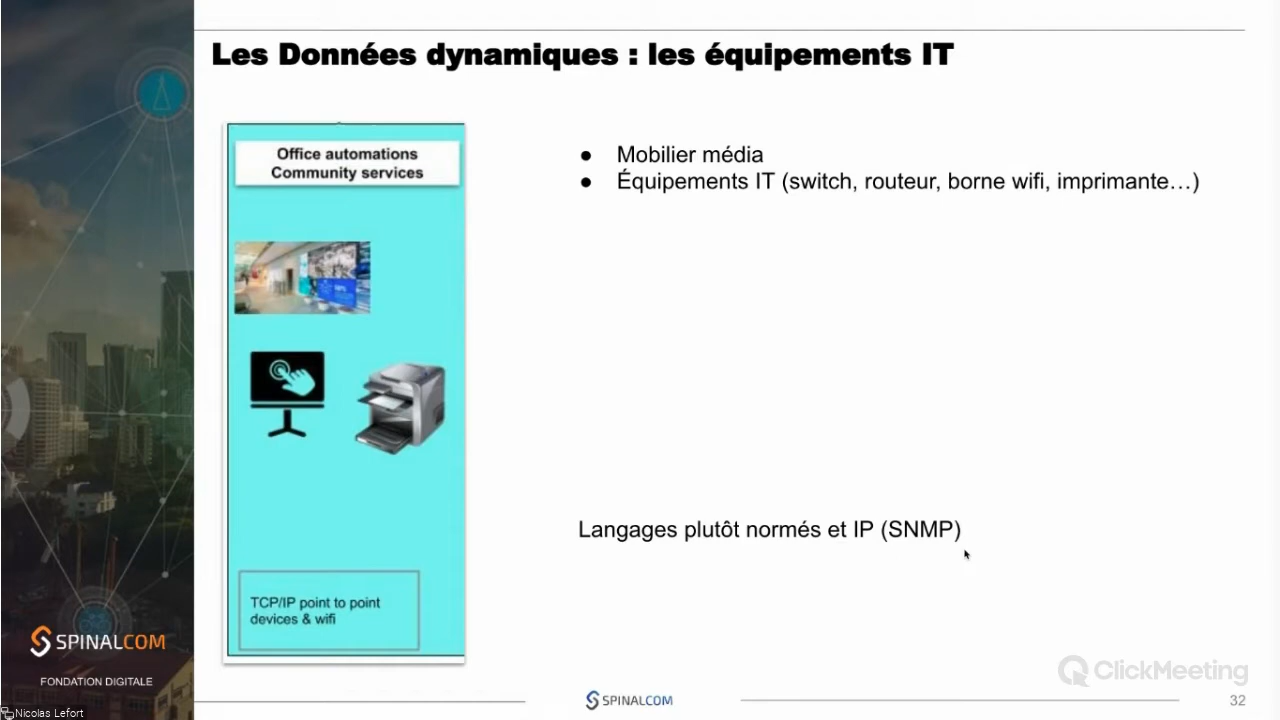 Les Données dynamiques : les équipements IT
Office automations
Community services
● Mobilier média
● Équipements IT (switch, routeur, borne wifi, imprimante…)
Langages plutôt normés et IP (SNMP)
TCP/IP point to point
devices & wifi
SPINALCOM
FONDATION DIGITALE
ClickMeeting
SPINALCOM
32
Nicolas Lefort